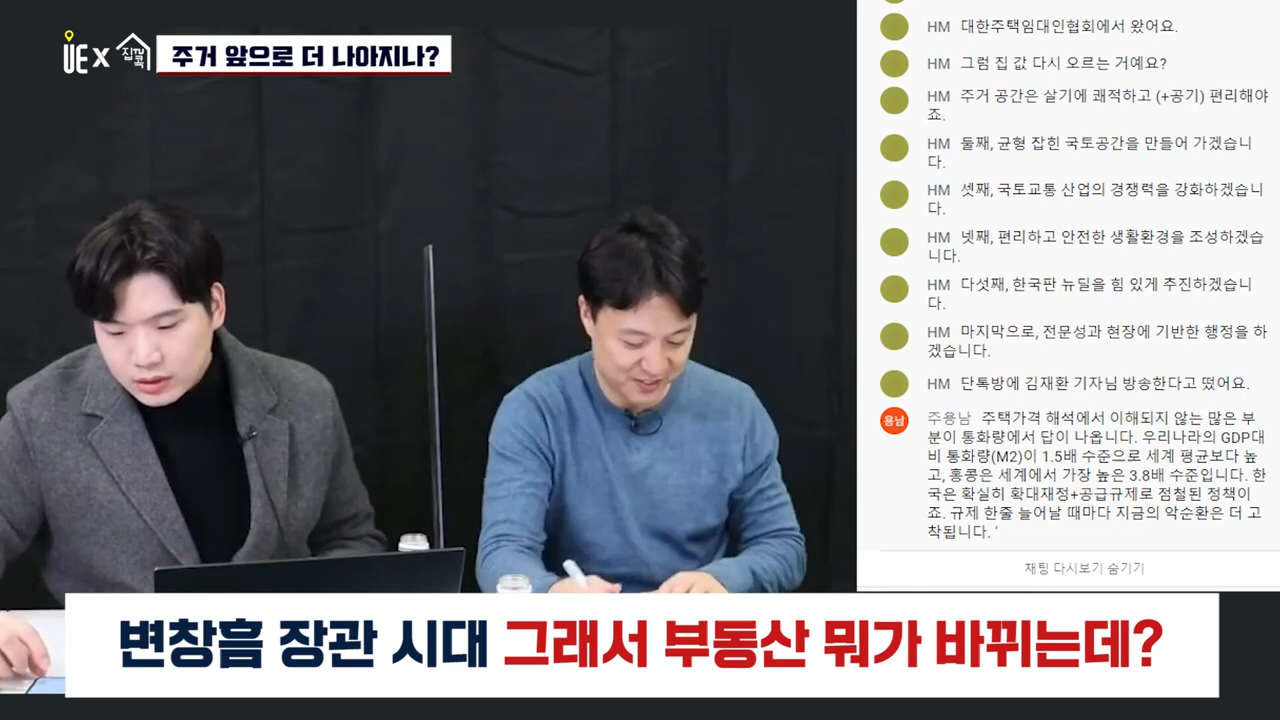 UE X 집꾹
주거 앞으로 더 나아지나?
HM 대한주택임대인협회에서 왔어요.
HM 그럼 집 값 다시 오르는 거예요?
HM 주거 공간은 살기에 쾌적하고 (+공기) 편리해야
죠.
HM 둘째, 균형 잡힌 국토공간을 만들어 가겠습니
다.
HM 셋째, 국토교통 산업의 경쟁력을 강화하겠습니
다.
HM 넷째, 편리하고 안전한 생활환경을 조성하겠습
니다.
HM 다섯째, 한국판 뉴딜을 힘 있게 추진하겠습니
다.
HM 마지막으로, 전문성과 현장에 기반한 행정을 하
겠습니다.
HM 단톡방에 김재환 기자님 방송한다고 떴어요.
용남 주용남 주택가격 해석에서 이해되지 않는 많은 부
분이 통화량에서 답이 나옵니다. 우리나라의 GDP대
비 통화량(M2)이 1.5배 수준으로 세계 평균보다 높
고, 홍콩은 세계에서 가장 높은 3.8배 수준입니다. 한
국은 확실히 확대재정+공급규제로 점철된 정책이
죠. 규제 한줄 늘어날 때마다 지금의 악순환은 더 고
착됩니다. '
채팅 다시보기 숨기기
변창흠 장관 시대 그래서 부동산 뭐가 바뀌는데?